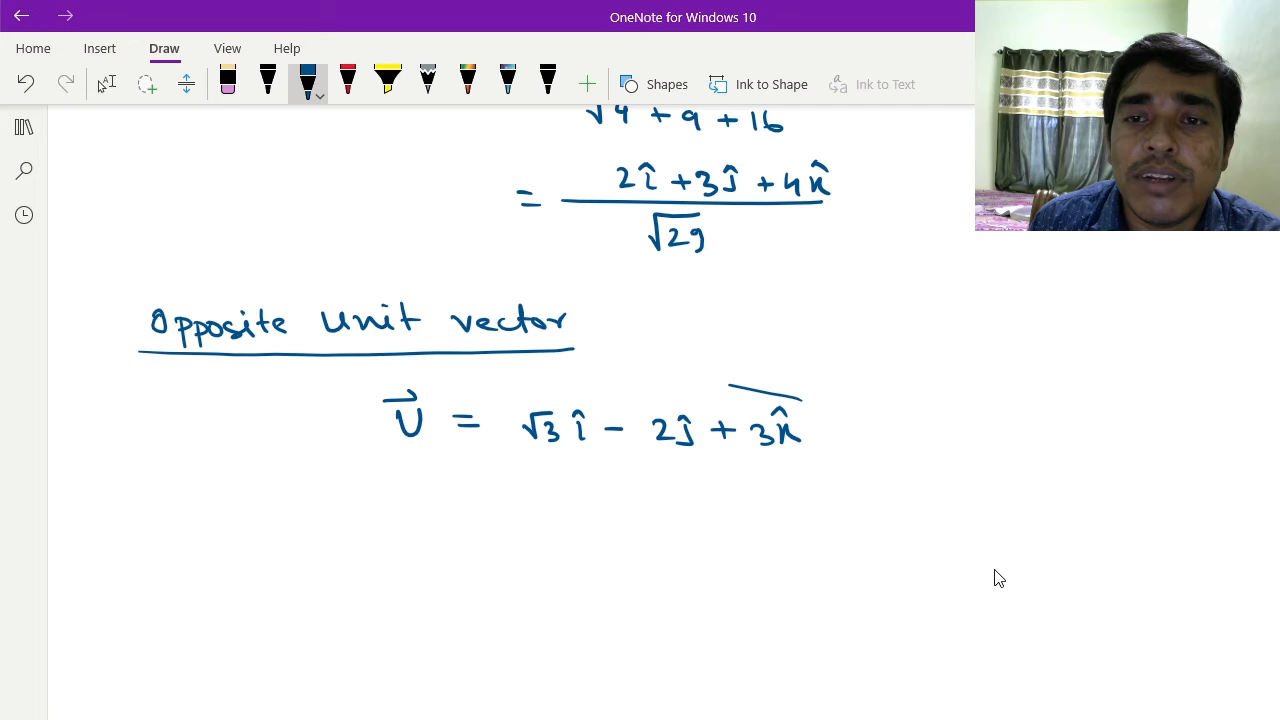 OneNote for Windows 10
Home Insert Draw View Help
Shapes Ink to Shape Ink to Text
√4 + 9 + 16
= 2î + 3ĵ + 4k̂
√29
Opposite unit vector
U⃗ = √3 î - 2ĵ + 3k̂